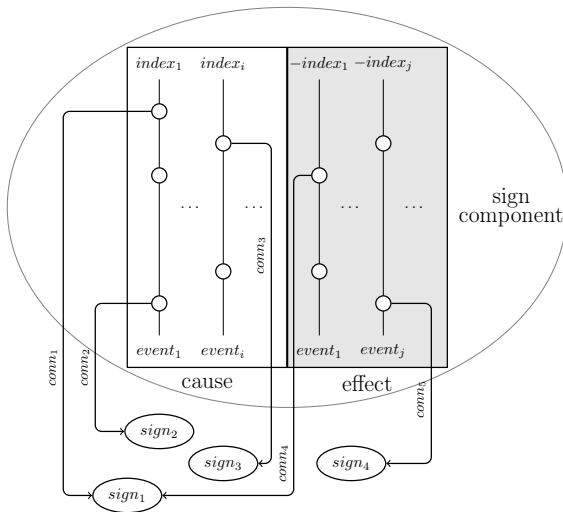 index₁ indexᵢ −index₁ −indexⱼ
sign
component
... ... ... ...
conn₃
event₁ eventᵢ event₁ eventⱼ
conn₁
conn₂
cause effect
conn₅
sign₂
conn₄
sign₃ sign₄
sign₁